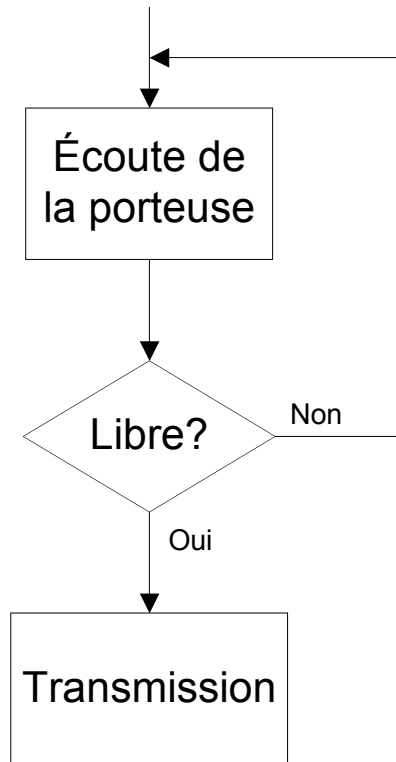 Écoute de
la porteuse
Libre?
Non
Oui
Transmission